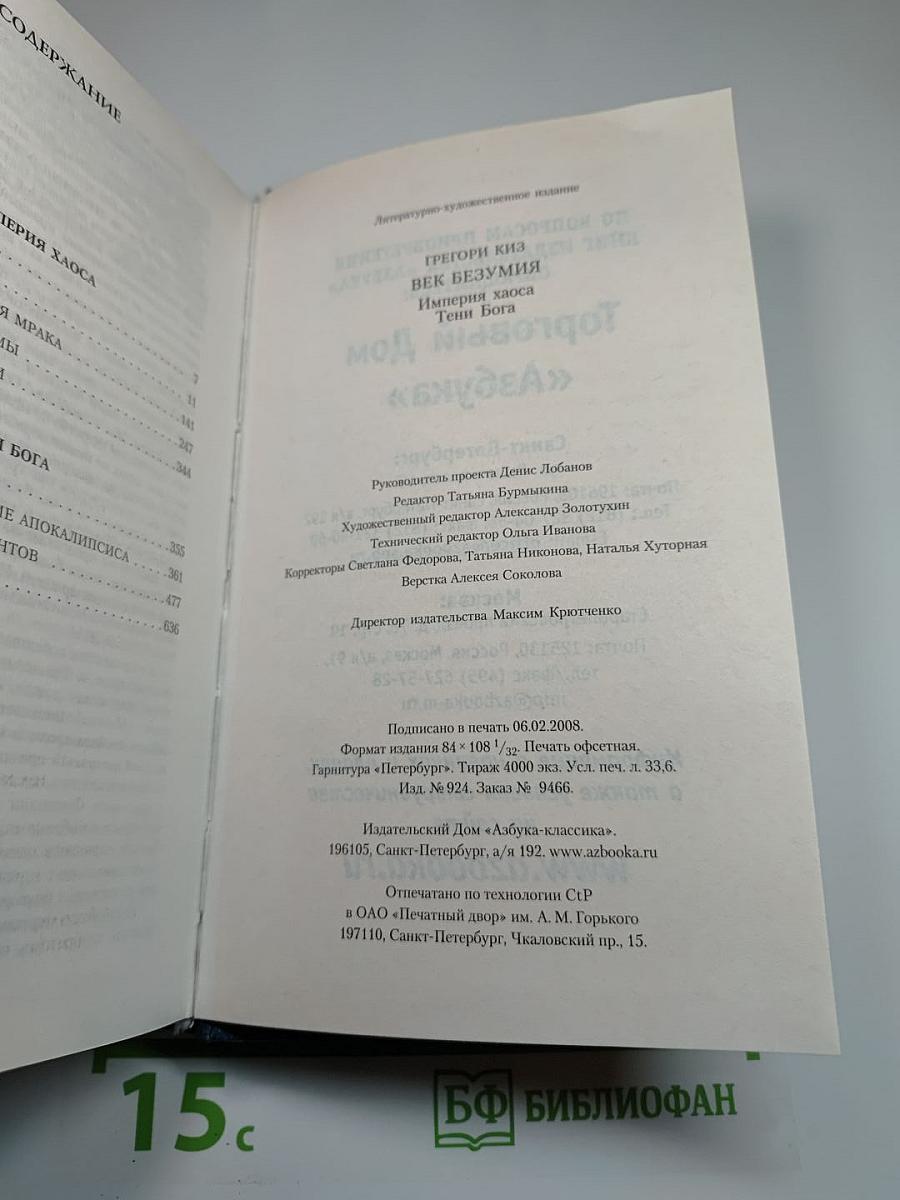 СОДЕРЖАНИЕ
ХАОСА
7
МРАКА
11
141
247
344
БОГА
355
АПОКАЛИПСИСА
361
477
636
Литературно-художественное издание
ГРЕГОРИ КИЗ
ВЕК БЕЗУМИЯ
Империя хаоса
Тени Бога
Руководитель проекта Денис Лобанов
Редактор Татьяна Бурмыкина
Художественный редактор Александр Золотухин
Технический редактор Ольга Иванова
Корректоры Светлана Федорова, Татьяна Никонова, Наталья Хуторная
Верстка Алексея Соколова
Директор издательства Максим Крютченко
Подписано в печать 06.02.2008.
Формат издания 84 × 108 1/32. Печать офсетная.
Гарнитура «Петербург». Тираж 4000 экз. Усл. печ. л. 33,6.
Изд. № 924. Заказ № 9466.
Издательский Дом «Азбука-классика».
196105, Санкт-Петербург, а/я 192. www.azbooka.ru
Отпечатано по технологии CtP
в ОАО «Печатный двор» им. А. М. Горького
197110, Санкт-Петербург, Чкаловский пр., 15.
15 с
БФ БИБЛИОФАН